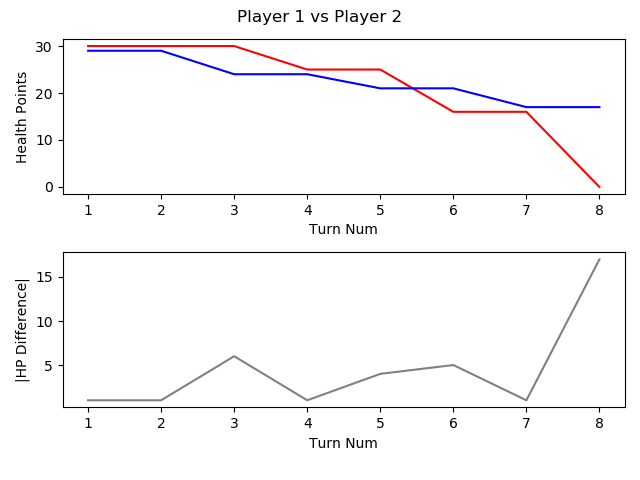 Player 1 vs Player 2
Health Points
30
20
10
0
1 2 3 4 5 6 7 8
Turn Num
|HP Difference|
15
10
5
1 2 3 4 5 6 7 8
Turn Num